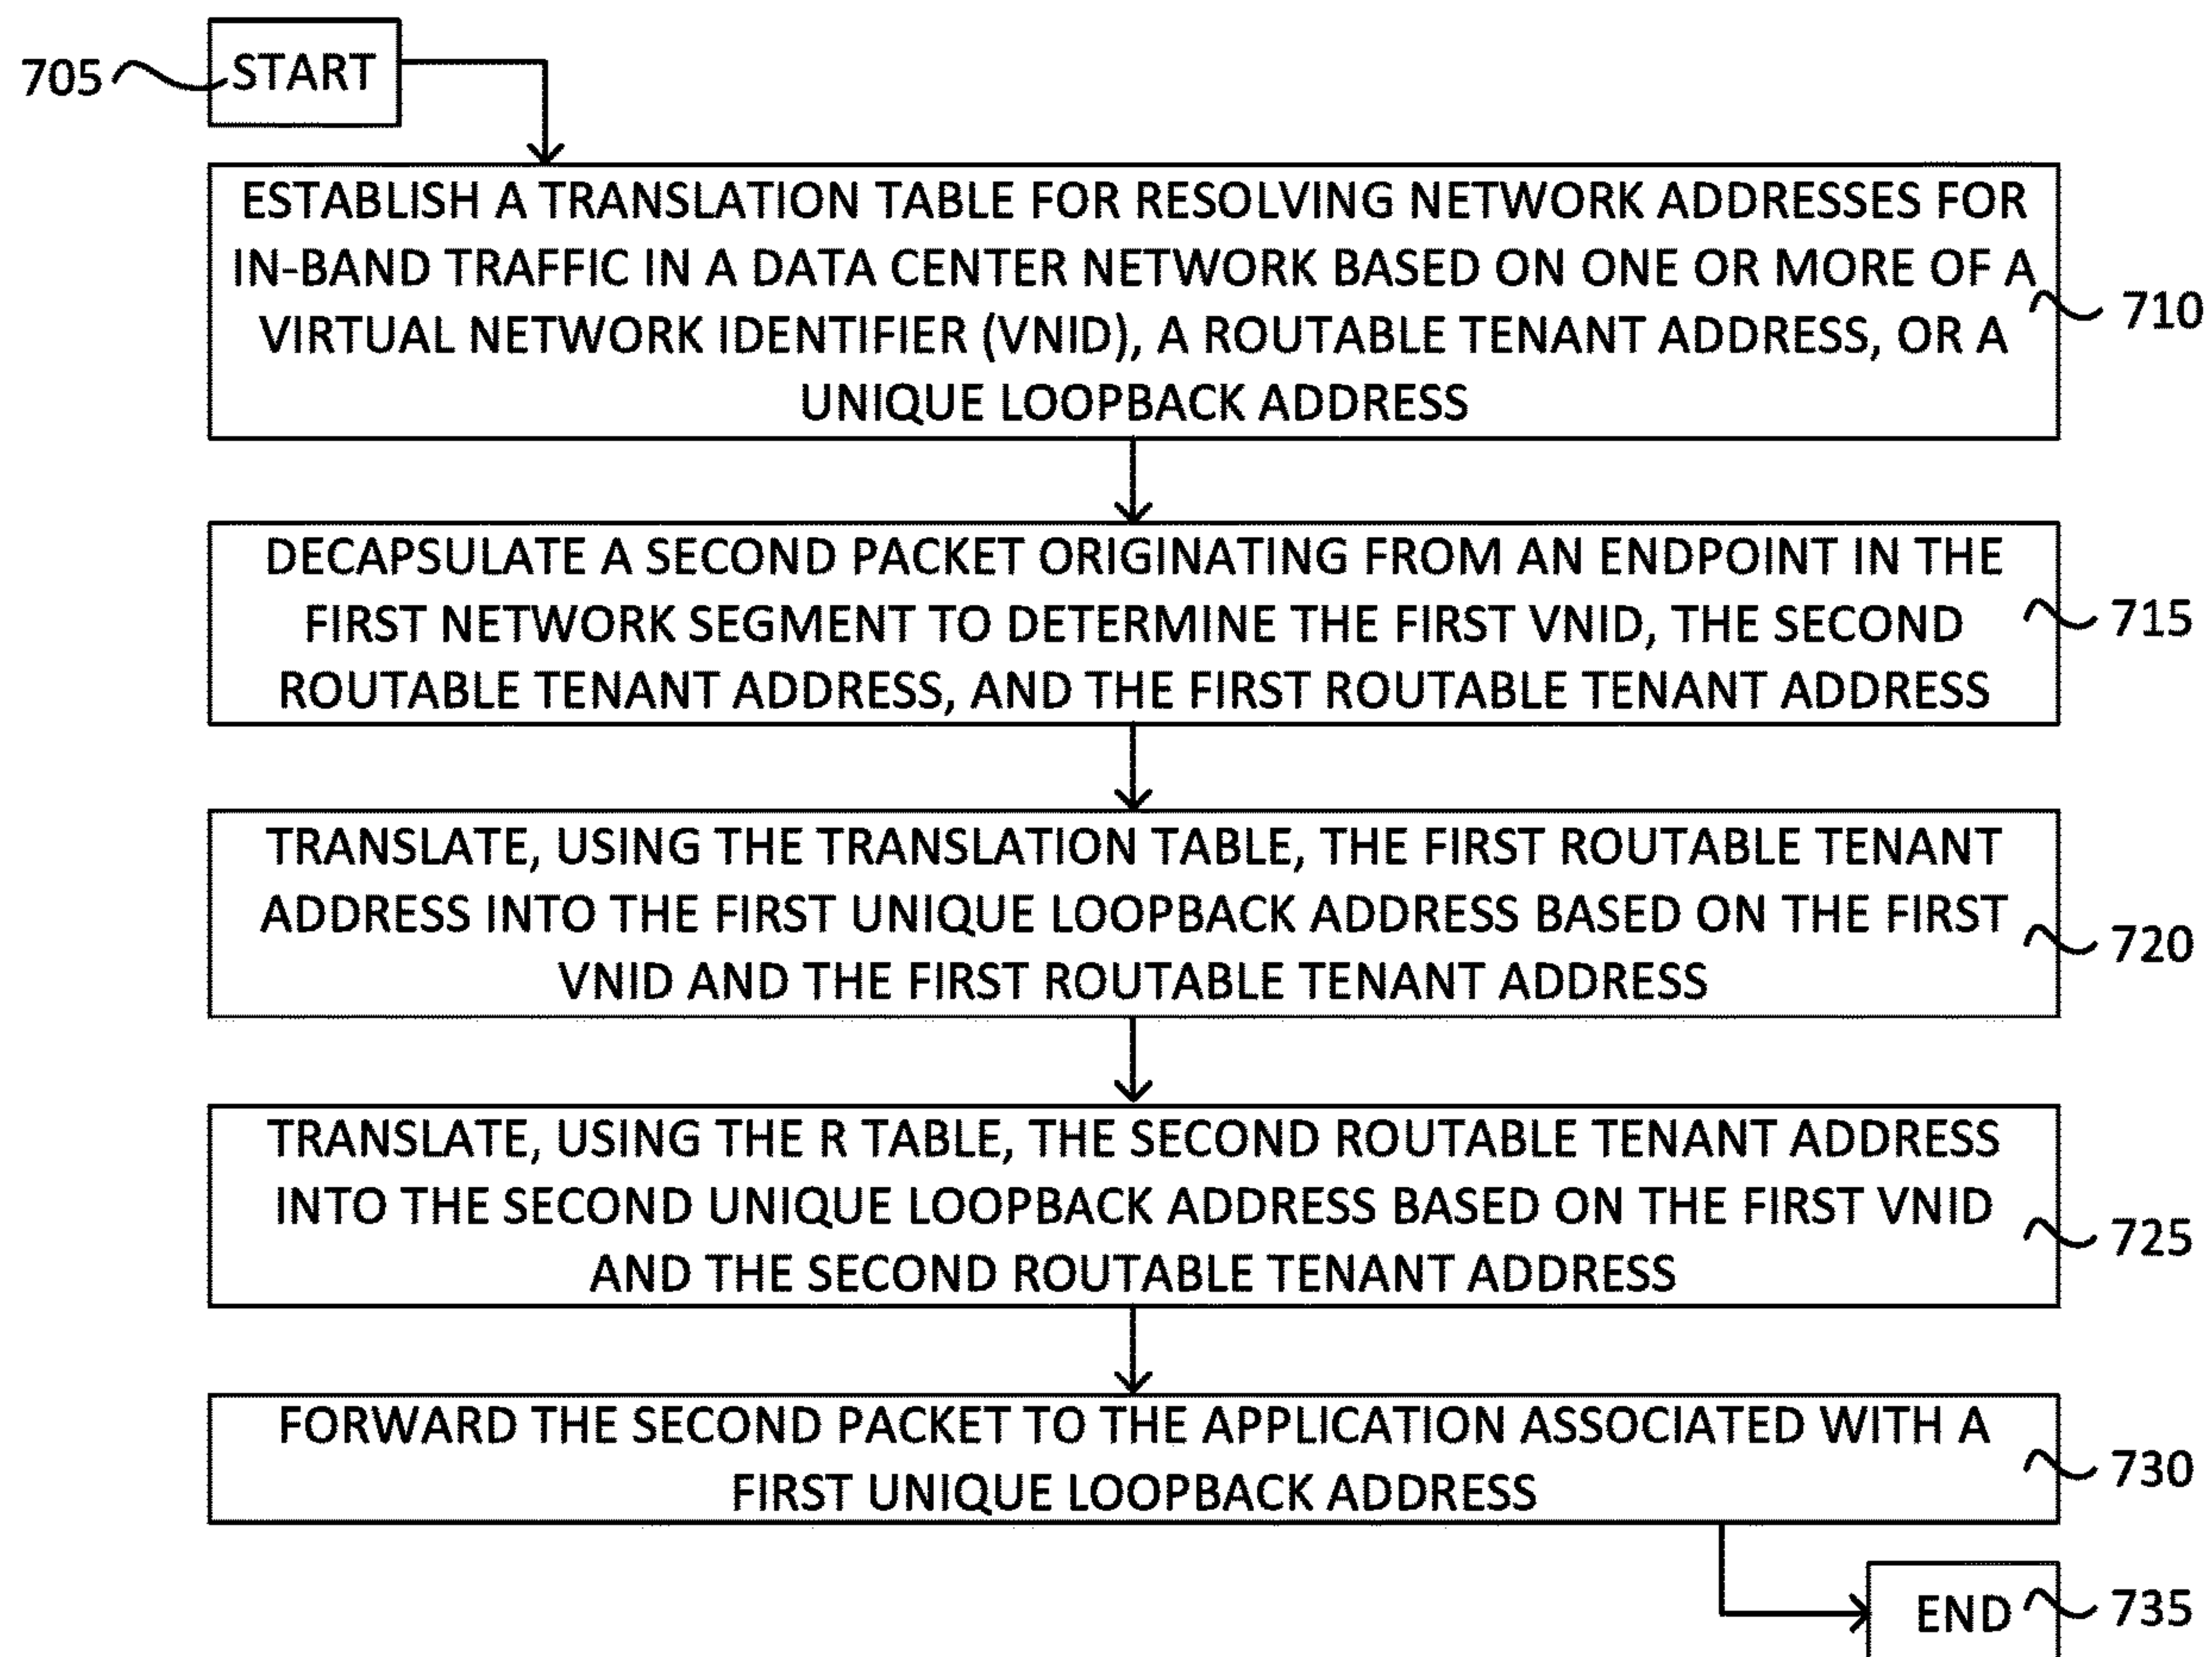 705
START
ESTABLISH A TRANSLATION TABLE FOR RESOLVING NETWORK ADDRESSES FOR
IN-BAND TRAFFIC IN A DATA CENTER NETWORK BASED ON ONE OR MORE OF A
VIRTUAL NETWORK IDENTIFIER (VNID), A ROUTABLE TENANT ADDRESS, OR A
UNIQUE LOOPBACK ADDRESS
710
DECAPSULATE A SECOND PACKET ORIGINATING FROM AN ENDPOINT IN THE
FIRST NETWORK SEGMENT TO DETERMINE THE FIRST VNID, THE SECOND
ROUTABLE TENANT ADDRESS, AND THE FIRST ROUTABLE TENANT ADDRESS
715
TRANSLATE, USING THE TRANSLATION TABLE, THE FIRST ROUTABLE TENANT
ADDRESS INTO THE FIRST UNIQUE LOOPBACK ADDRESS BASED ON THE FIRST
VNID AND THE FIRST ROUTABLE TENANT ADDRESS
720
TRANSLATE, USING THE R TABLE, THE SECOND ROUTABLE TENANT ADDRESS
INTO THE SECOND UNIQUE LOOPBACK ADDRESS BASED ON THE FIRST VNID
AND THE SECOND ROUTABLE TENANT ADDRESS
725
FORWARD THE SECOND PACKET TO THE APPLICATION ASSOCIATED WITH A
FIRST UNIQUE LOOPBACK ADDRESS
730
END
735